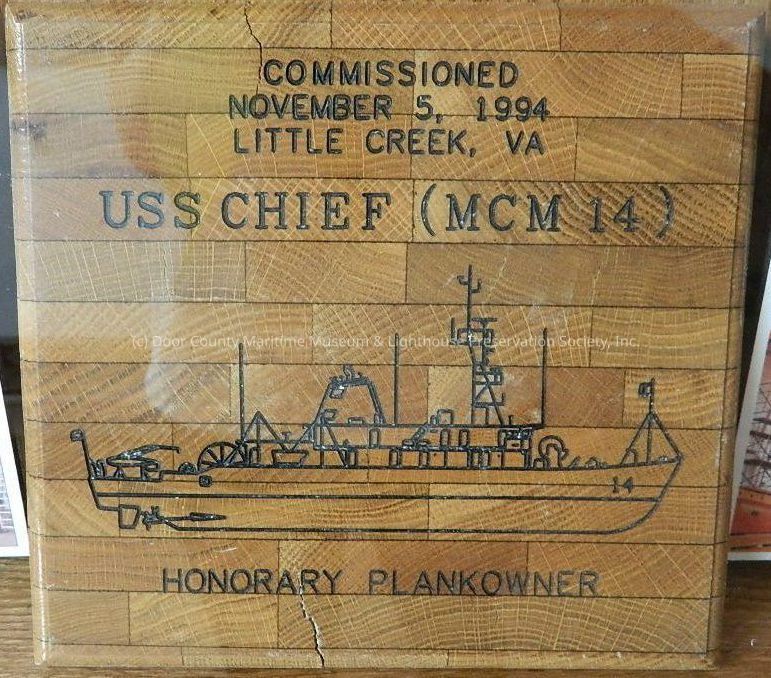 COMMISSIONED
NOVEMBER 5, 1994
LITTLE CREEK, VA
USS CHIEF (MCM 14)
(c) Door County Maritime Museum & Lighthouse Preservation Society, Inc.
14
HONORARY PLANKOWNER